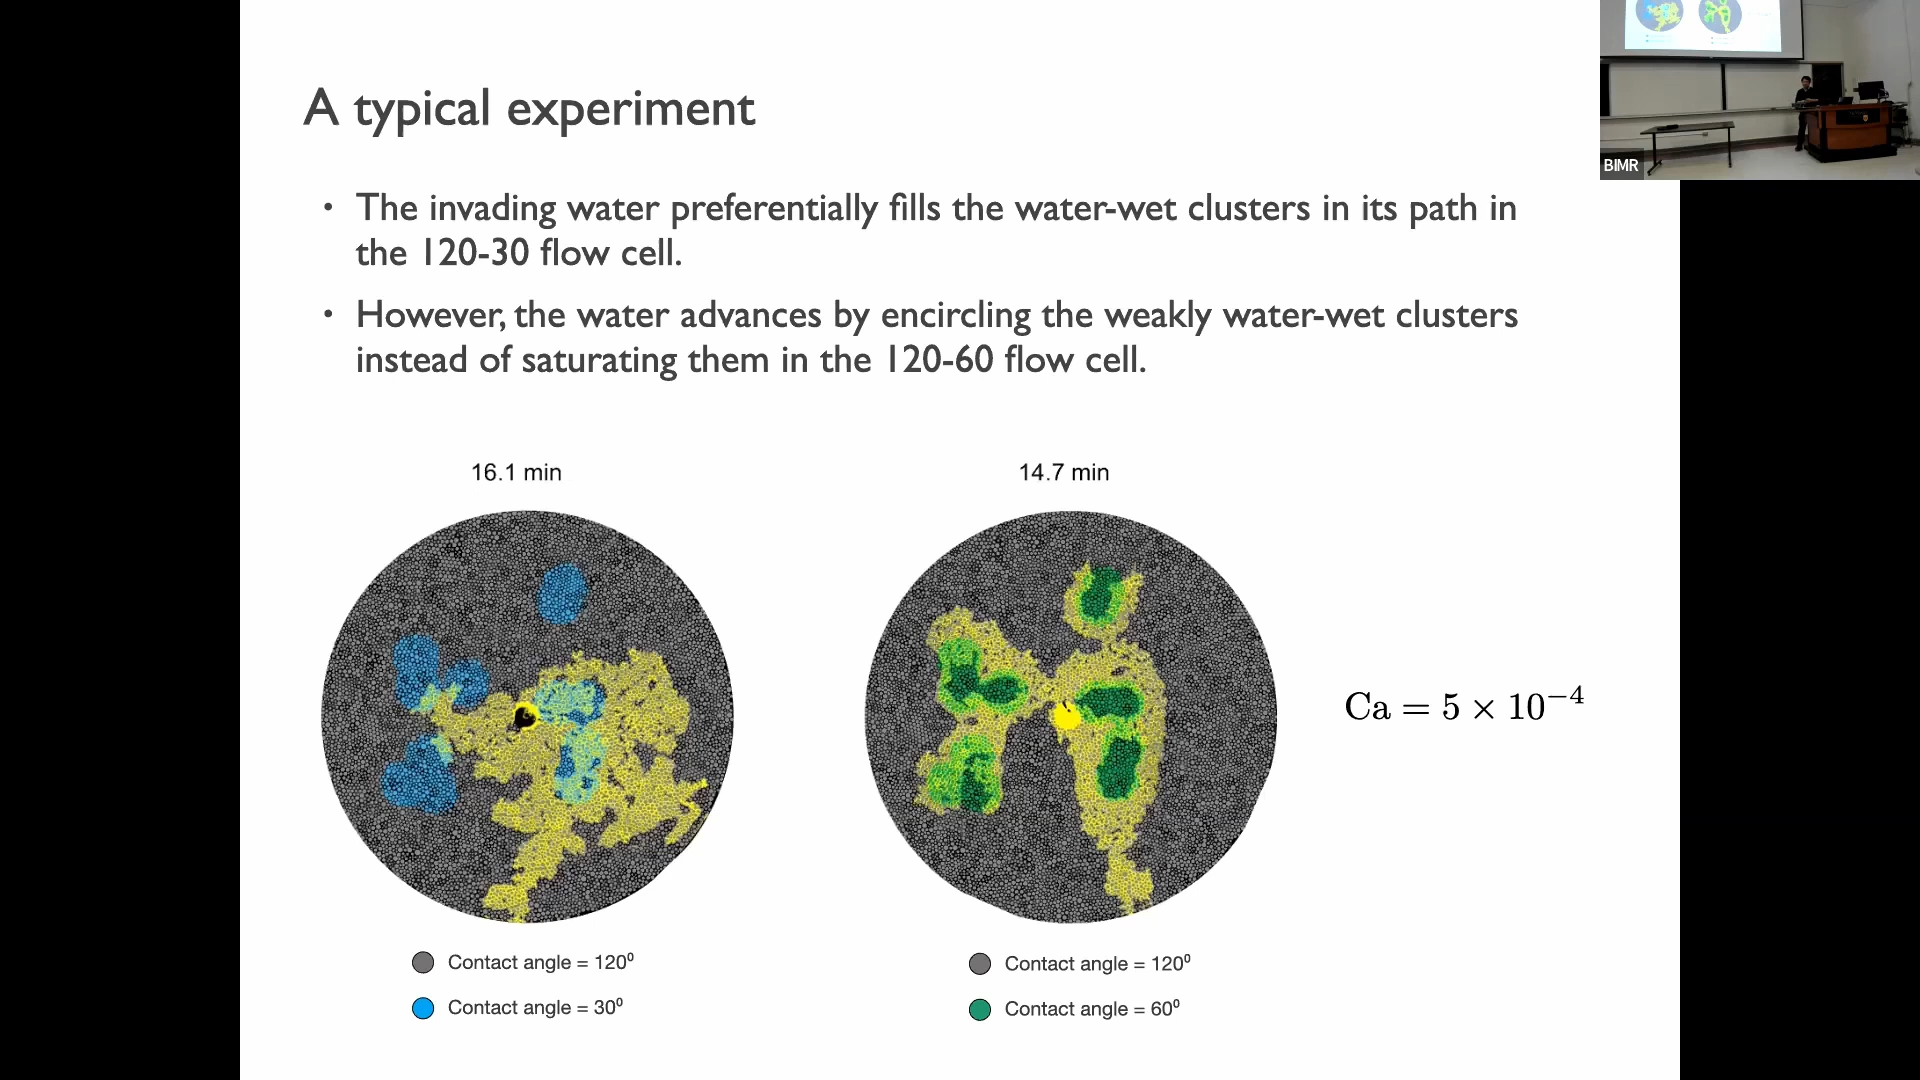 A typical experiment
• The invading water preferentially fills the water-wet clusters in its path in
the 120-30 flow cell.
• However, the water advances by encircling the weakly water-wet clusters
instead of saturating them in the 120-60 flow cell.
16.1 min
14.7 min
Ca = 5 × 10⁻⁴
Contact angle = 120⁰
Contact angle = 30⁰
Contact angle = 120⁰
Contact angle = 60⁰
BIMR